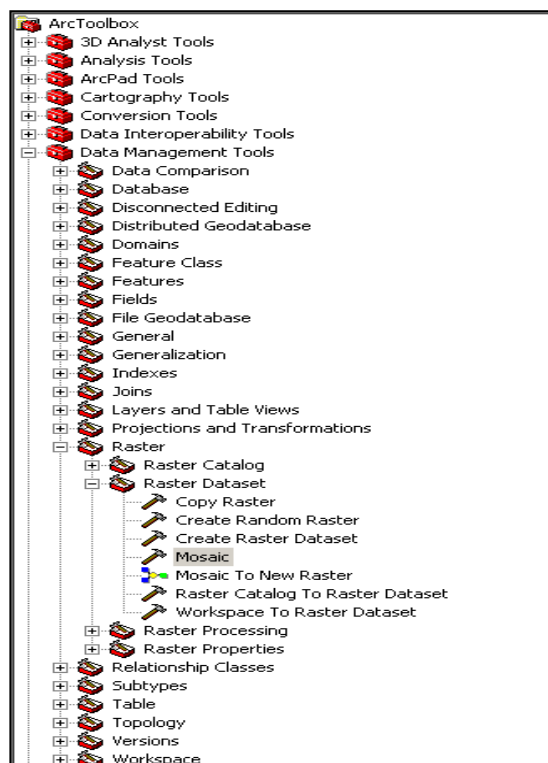 ArcToolbox
3D Analyst Tools
Analysis Tools
ArcPad Tools
Cartography Tools
Conversion Tools
Data Interoperability Tools
Data Management Tools
Data Comparison
Database
Disconnected Editing
Distributed Geodatabase
Domains
Feature Class
Features
Fields
File Geodatabase
General
Generalization
Indexes
Joins
Layers and Table Views
Projections and Transformations
Raster
Raster Catalog
Raster Dataset
Copy Raster
Create Random Raster
Create Raster Dataset
Mosaic
Mosaic To New Raster
Raster Catalog To Raster Dataset
Workspace To Raster Dataset
Raster Processing
Raster Properties
Relationship Classes
Subtypes
Table
Topology
Versions
Workspace